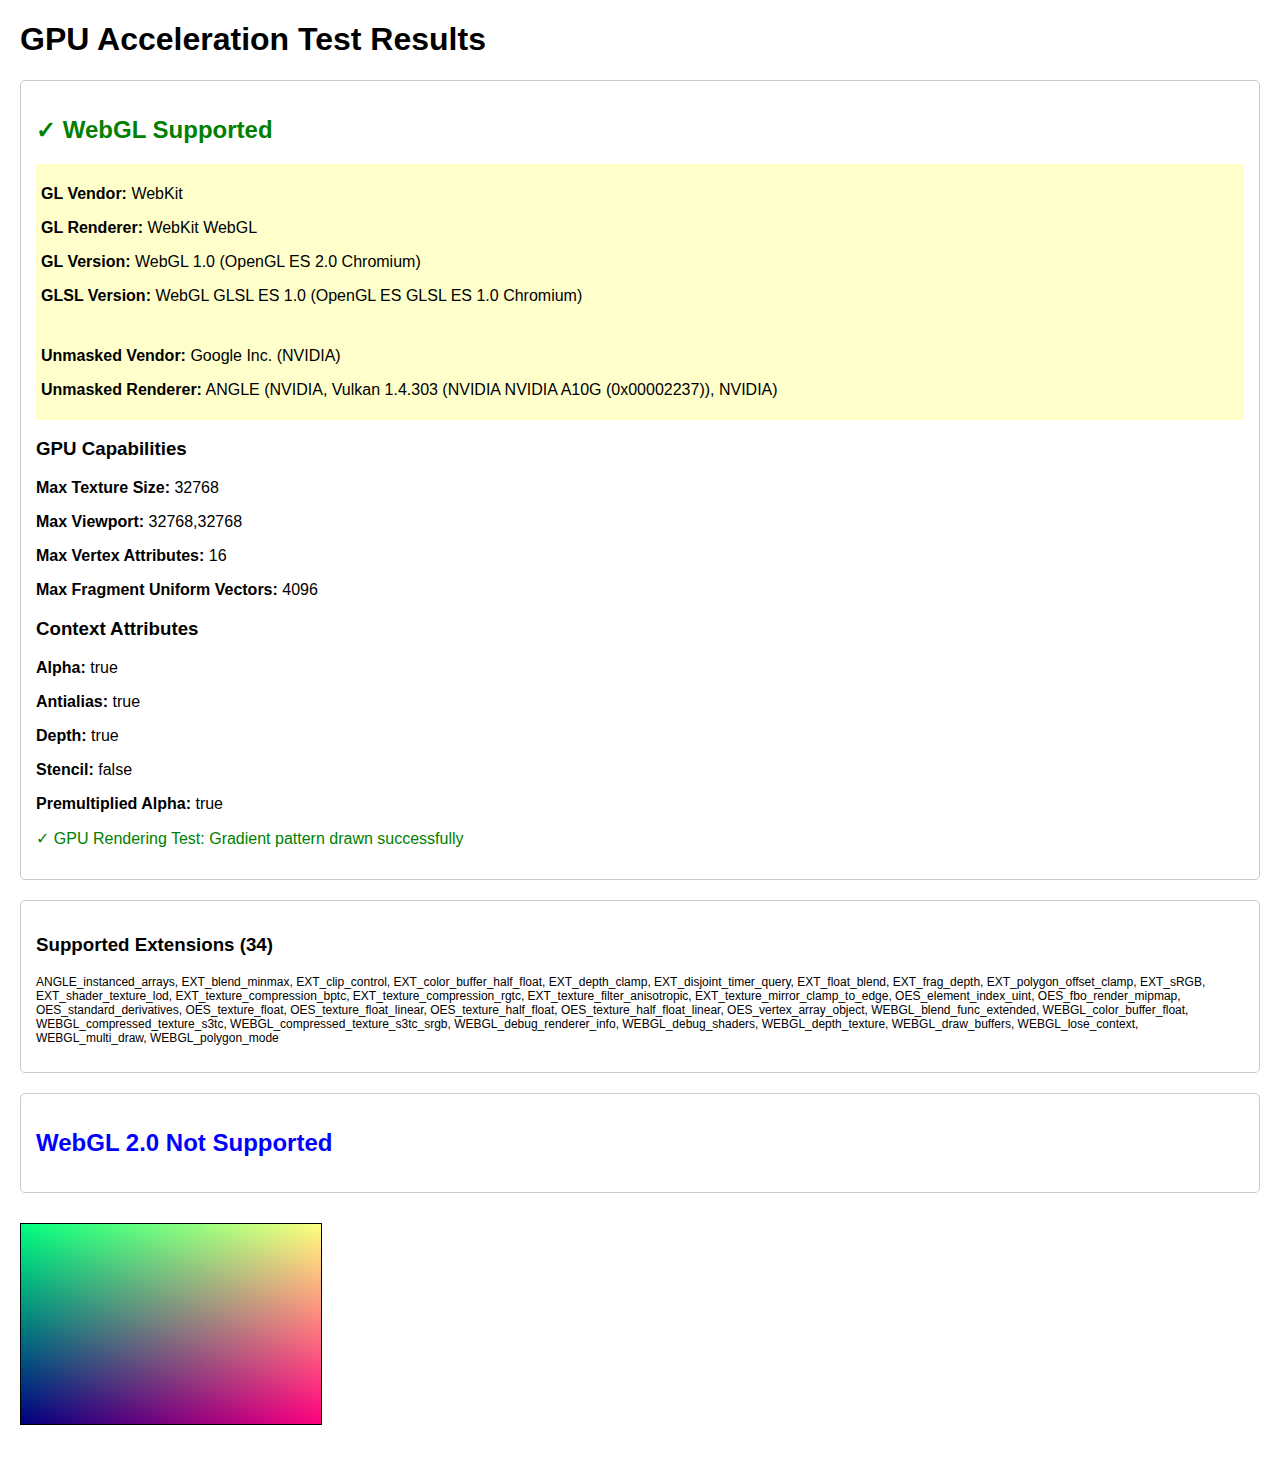 GPU Acceleration Test Results
✓ WebGL Supported
GL Vendor: WebKit
GL Renderer: WebKit WebGL
GL Version: WebGL 1.0 (OpenGL ES 2.0 Chromium)
GLSL Version: WebGL GLSL ES 1.0 (OpenGL ES GLSL ES 1.0 Chromium)
Unmasked Vendor: Google Inc. (NVIDIA)
Unmasked Renderer: ANGLE (NVIDIA, Vulkan 1.4.303 (NVIDIA NVIDIA A10G (0x00002237)), NVIDIA)
GPU Capabilities
Max Texture Size: 32768
Max Viewport: 32768,32768
Max Vertex Attributes: 16
Max Fragment Uniform Vectors: 4096
Context Attributes
Alpha: true
Antialias: true
Depth: true
Stencil: false
Premultiplied Alpha: true
✓ GPU Rendering Test: Gradient pattern drawn successfully
Supported Extensions (34)
ANGLE_instanced_arrays, EXT_blend_minmax, EXT_clip_control, EXT_color_buffer_half_float, EXT_depth_clamp, EXT_disjoint_timer_query, EXT_float_blend, EXT_frag_depth, EXT_polygon_offset_clamp, EXT_sRGB,
EXT_shader_texture_lod, EXT_texture_compression_bptc, EXT_texture_compression_rgtc, EXT_texture_filter_anisotropic, EXT_texture_mirror_clamp_to_edge, OES_element_index_uint, OES_fbo_render_mipmap,
OES_standard_derivatives, OES_texture_float, OES_texture_float_linear, OES_texture_half_float, OES_texture_half_float_linear, OES_vertex_array_object, WEBGL_blend_func_extended, WEBGL_color_buffer_float,
WEBGL_compressed_texture_s3tc, WEBGL_compressed_texture_s3tc_srgb, WEBGL_debug_renderer_info, WEBGL_debug_shaders, WEBGL_depth_texture, WEBGL_draw_buffers, WEBGL_lose_context,
WEBGL_multi_draw, WEBGL_polygon_mode
WebGL 2.0 Not Supported